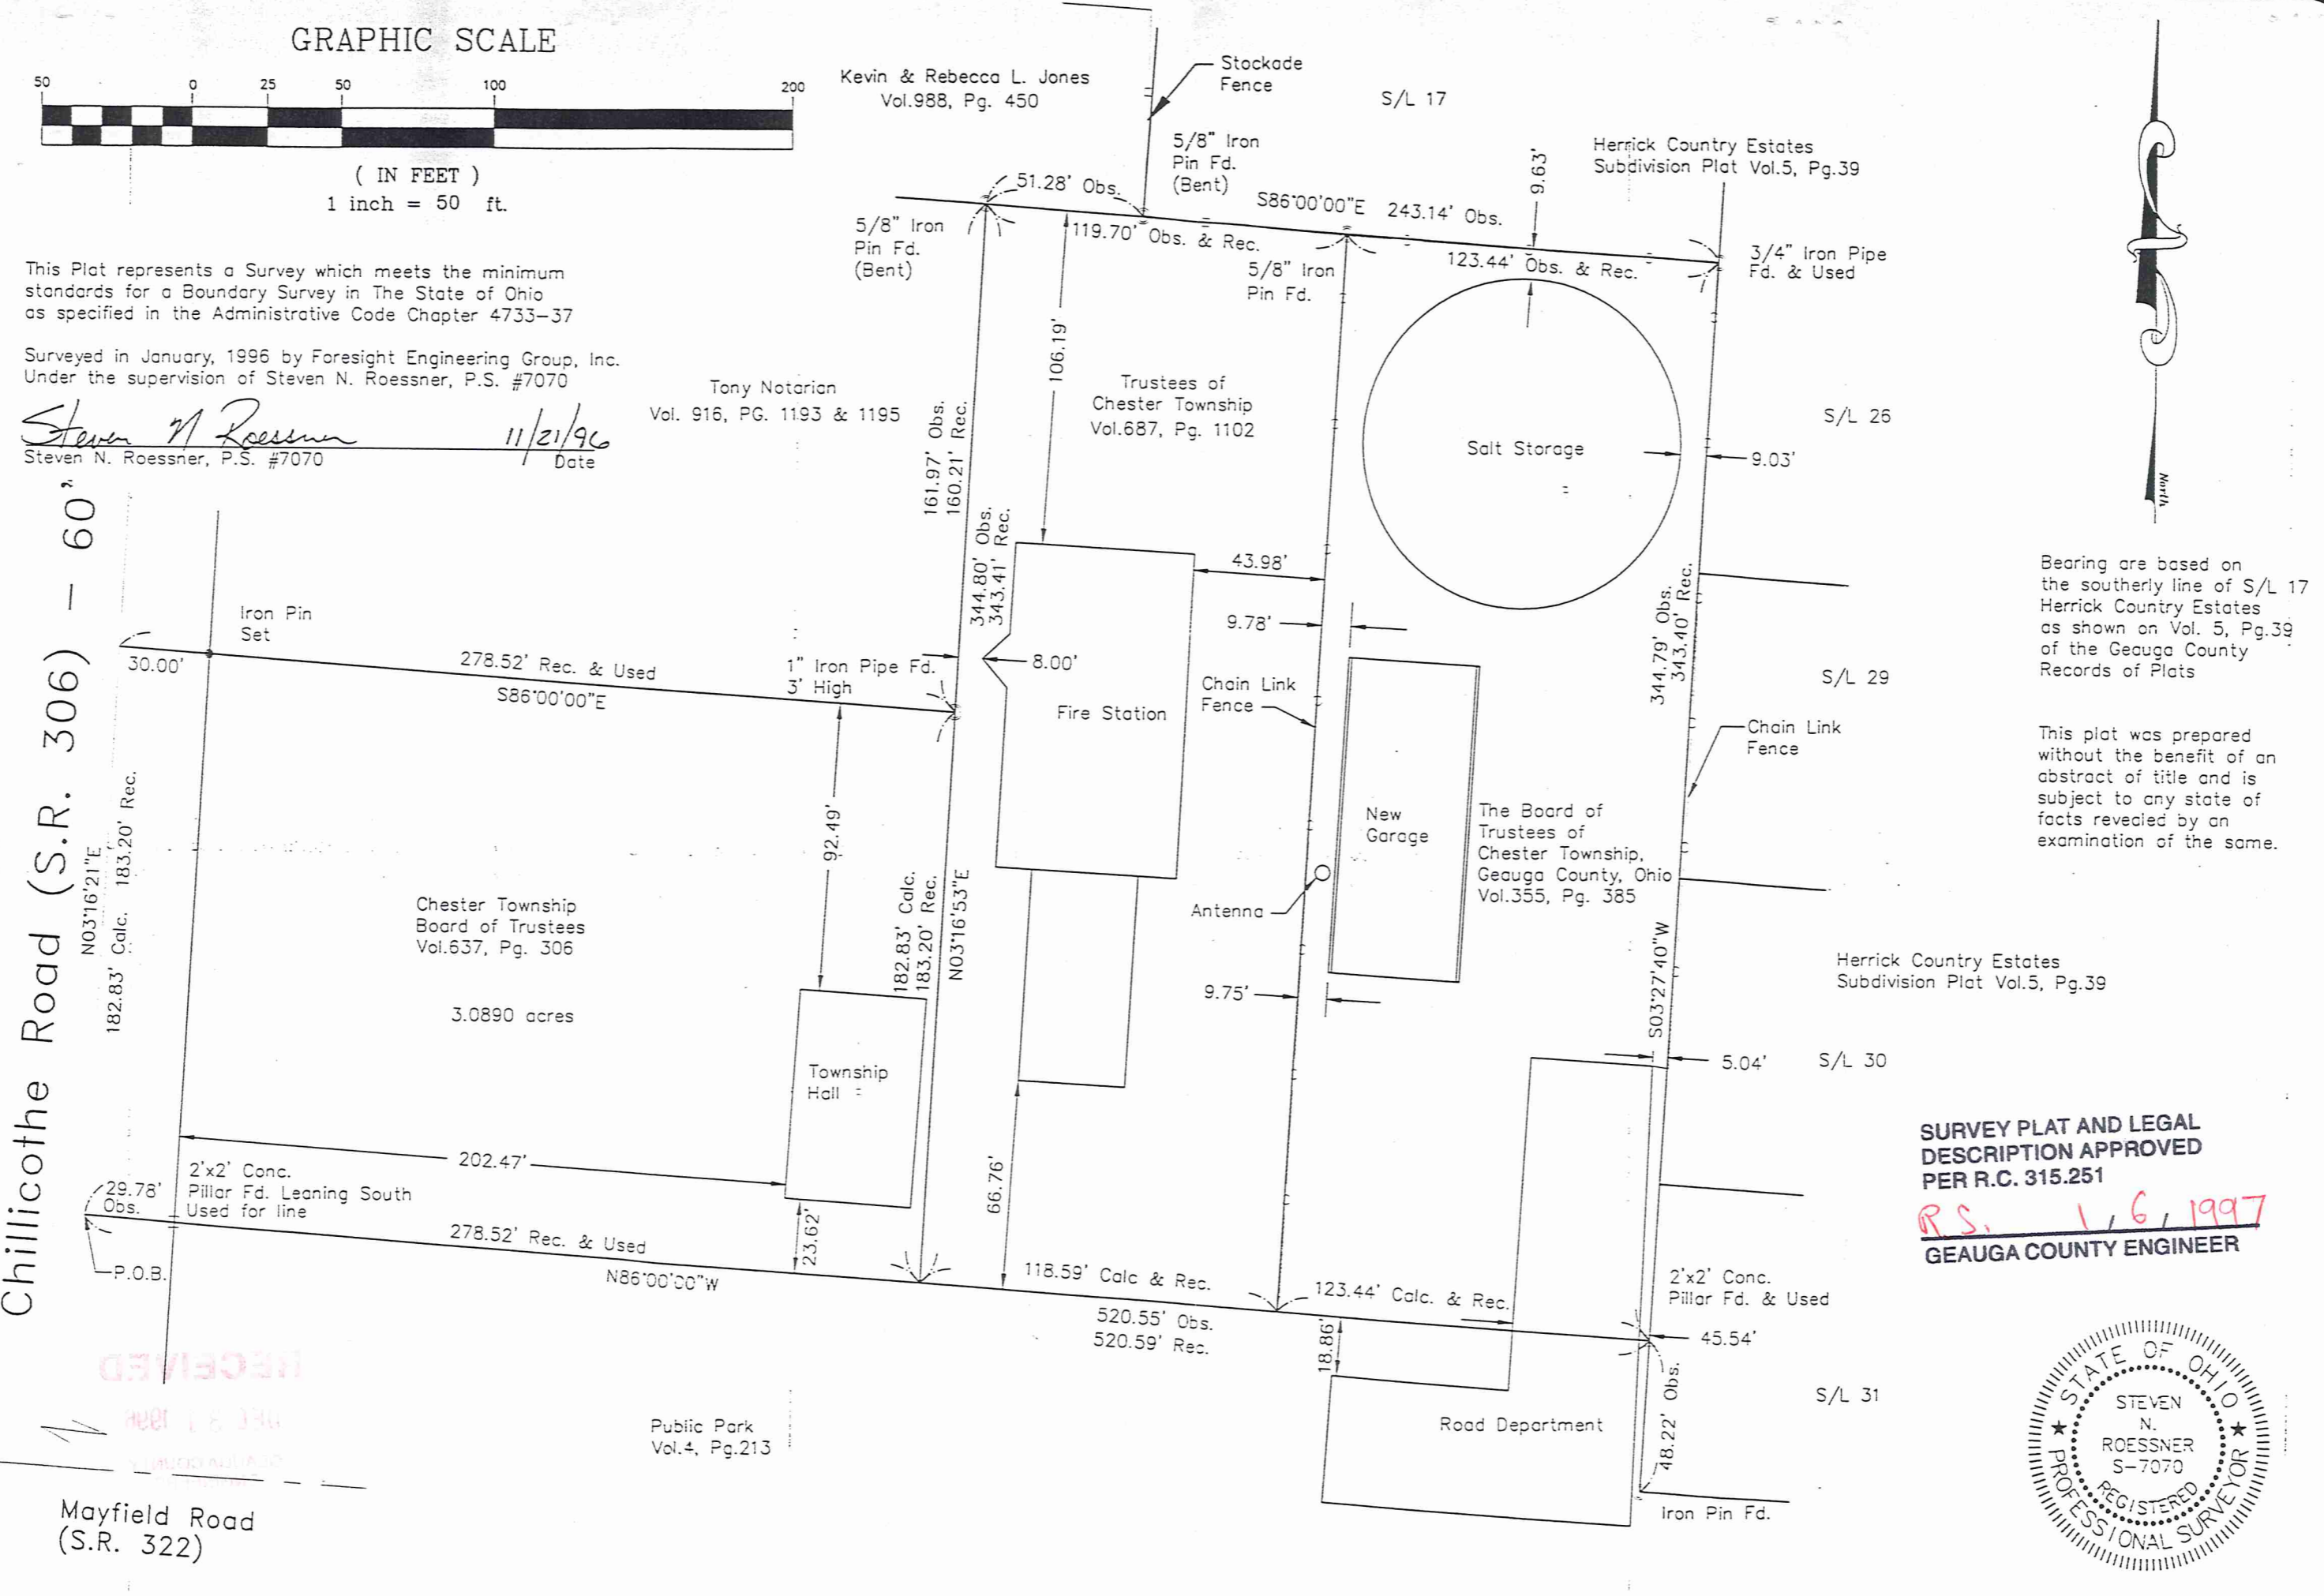 GRAPHIC SCALE
50 0 25 50 100 200
( IN FEET )
1 inch = 50 ft.
This Plat represents a Survey which meets the minimum
standards for a Boundary Survey in The State of Ohio
as specified in the Administrative Code Chapter 4733-37
Surveyed in January, 1996 by Foresight Engineering Group, Inc.
Under the supervision of Steven N. Roessner, P.S. #7070
Steven N Roessner 11/21/96
Steven N. Roessner, P.S. #7070 Date
Kevin & Rebecca L. Jones
Vol.988, Pg. 450
Stockade
Fence
S/L 17
Herrick Country Estates
Subdivision Plat Vol.5, Pg.39
5/8" Iron
Pin Fd.
(Bent)
9.63'
51.28' Obs.
S86°00'00"E 243.14' Obs.
5/8" Iron
Pin Fd.
(Bent)
119.70' Obs. & Rec.
5/8" Iron
Pin Fd.
123.44' Obs. & Rec.
3/4" Iron Pipe
Fd. & Used
North
Tony Notarian
Vol. 916, PG. 1193 & 1195
161.97' Obs.
160.21' Rec.
344.80' Obs.
343.41' Rec.
106.19'
Trustees of
Chester Township
Vol.687, Pg. 1102
Salt Storage
9.03'
S/L 26
Chillicothe Road (S.R. 306) - 60'
Iron Pin
Set
30.00'
278.52' Rec. & Used
S86°00'00"E
1" Iron Pipe Fd.
3' High
8.00'
43.98'
9.78'
Fire Station
Chain Link
Fence
344.79' Obs.
343.40' Rec.
S/L 29
Chain Link
Fence
Bearing are based on
the southerly line of S/L 17
Herrick Country Estates
as shown on Vol. 5, Pg.39
of the Geauga County
Records of Plats
This plat was prepared
without the benefit of an
abstract of title and is
subject to any state of
facts revealed by an
examination of the same.
N03°16'21"E
182.83' Calc. 183.20' Rec.
92.49'
New
Garage
The Board of
Trustees of
Chester Township,
Geauga County, Ohio
Vol.355, Pg. 385
Antenna
Chester Township
Board of Trustees
Vol.637, Pg. 306
3.0890 acres
182.83' Calc.
183.20' Rec.
N03°16'53"E
9.75'
S03°27'40"W
Herrick Country Estates
Subdivision Plat Vol.5, Pg.39
Township
Hall
5.04'
S/L 30
202.47'
66.76'
29.78'
Obs.
2'x2' Conc.
Pillar Fd. Leaning South
Used for line
P.O.B.
278.52' Rec. & Used
N86°00'00"W
23.62'
118.59' Calc & Rec.
520.55' Obs.
520.59' Rec.
123.44' Calc. & Rec.
18.86'
2'x2' Conc.
Pillar Fd. & Used
45.54'
48.22' Obs.
S/L 31
Road Department
Iron Pin Fd.
Public Park
Vol.4, Pg.213
Mayfield Road
(S.R. 322)
SURVEY PLAT AND LEGAL
DESCRIPTION APPROVED
PER R.C. 315.251
R.S. 1, 6, 1997
GEAUGA COUNTY ENGINEER
STATE OF OHIO
STEVEN
N.
ROESSNER
S-7070
REGISTERED
PROFESSIONAL SURVEYOR
RECEIVED
DEC 31 1996